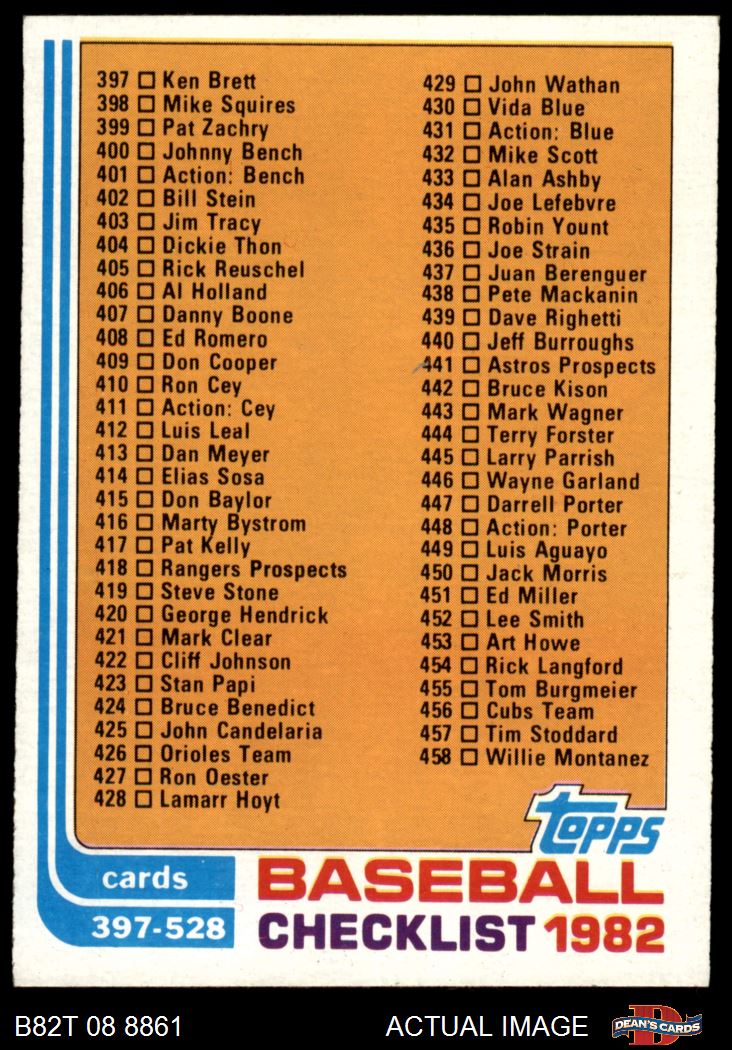 397 Ken Brett
398 Mike Squires
399 Pat Zachry
400 Johnny Bench
401 Action: Bench
402 Bill Stein
403 Jim Tracy
404 Dickie Thon
405 Rick Reuschel
406 Al Holland
407 Danny Boone
408 Ed Romero
409 Don Cooper
410 Ron Cey
411 Action: Cey
412 Luis Leal
413 Dan Meyer
414 Elias Sosa
415 Don Baylor
416 Marty Bystrom
417 Pat Kelly
418 Rangers Prospects
419 Steve Stone
420 George Hendrick
421 Mark Clear
422 Cliff Johnson
423 Stan Papi
424 Bruce Benedict
425 John Candelaria
426 Orioles Team
427 Ron Oester
428 Lamarr Hoyt
429 John Wathan
430 Vida Blue
431 Action: Blue
432 Mike Scott
433 Alan Ashby
434 Joe Lefebvre
435 Robin Yount
436 Joe Strain
437 Juan Berenguer
438 Pete Mackanin
439 Dave Righetti
440 Jeff Burroughs
441 Astros Prospects
442 Bruce Kison
443 Mark Wagner
444 Terry Forster
445 Larry Parrish
446 Wayne Garland
447 Darrell Porter
448 Action: Porter
449 Luis Aguayo
450 Jack Morris
451 Ed Miller
452 Lee Smith
453 Art Howe
454 Rick Langford
455 Tom Burgmeier
456 Cubs Team
457 Tim Stoddard
458 Willie Montanez
topps
cards
397-528
BASEBALL
CHECKLIST 1982
B82T 08 8861
ACTUAL IMAGE
D
DEAN'S CARDS